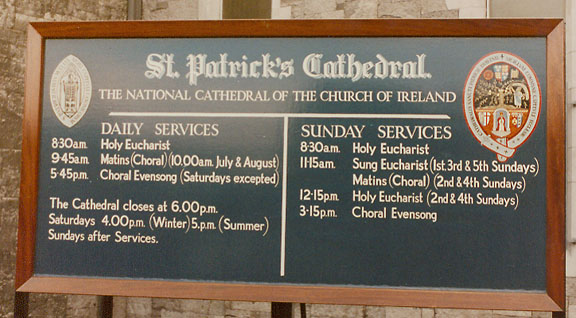 St. Patrick's Cathedral.
THE NATIONAL CATHEDRAL OF THE CHURCH OF IRELAND
DAILY SERVICES
8·30a.m. Holy Eucharist
9·45a.m. Matins (Choral) (10.00a.m. July & August)
5·45p.m. Choral Evensong (Saturdays excepted)
The Cathedral closes at 6.00p.m.
Saturdays 4.00p.m. (Winter) 5p.m. (Summer)
Sundays after Services.
SUNDAY SERVICES
8·30a.m. Holy Eucharist
11·15am. Sung Eucharist (1st. 3rd & 5th Sundays)
Matins (Choral) (2nd & 4th Sundays)
12·15p.m. Holy Eucharist (2nd & 4th Sundays)
3·15p.m. Choral Evensong